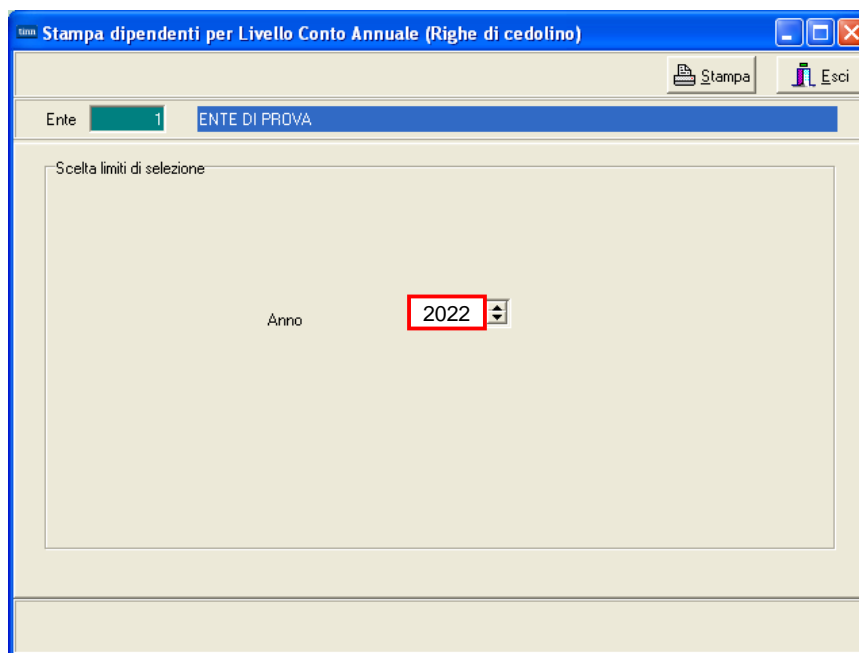 tinn Stampa dipendenti per Livello Conto Annuale (Righe di cedolino)
Stampa Esci
Ente 1 ENTE DI PROVA
Scelta limiti di selezione
Anno 2022